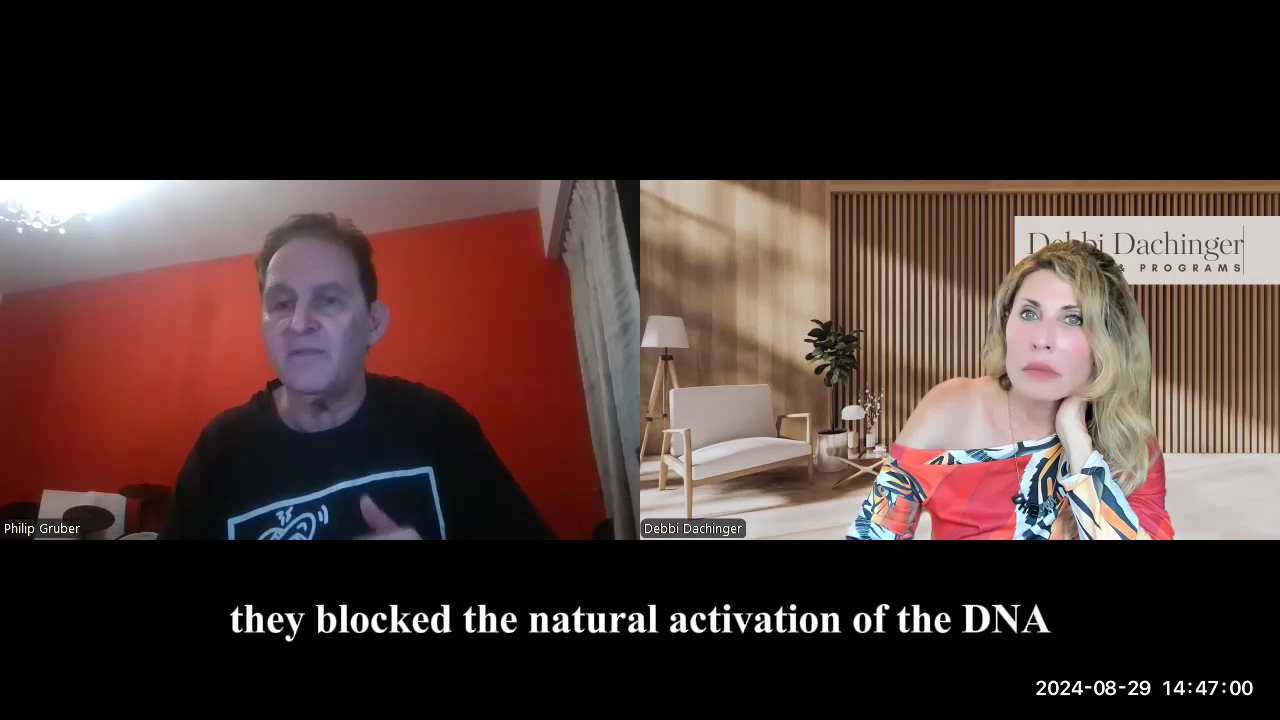 Debbi Dachinger
& PROGRAMS
Philip Gruber
Debbi Dachinger
they blocked the natural activation of the DNA
2024-08-29 14:47:00